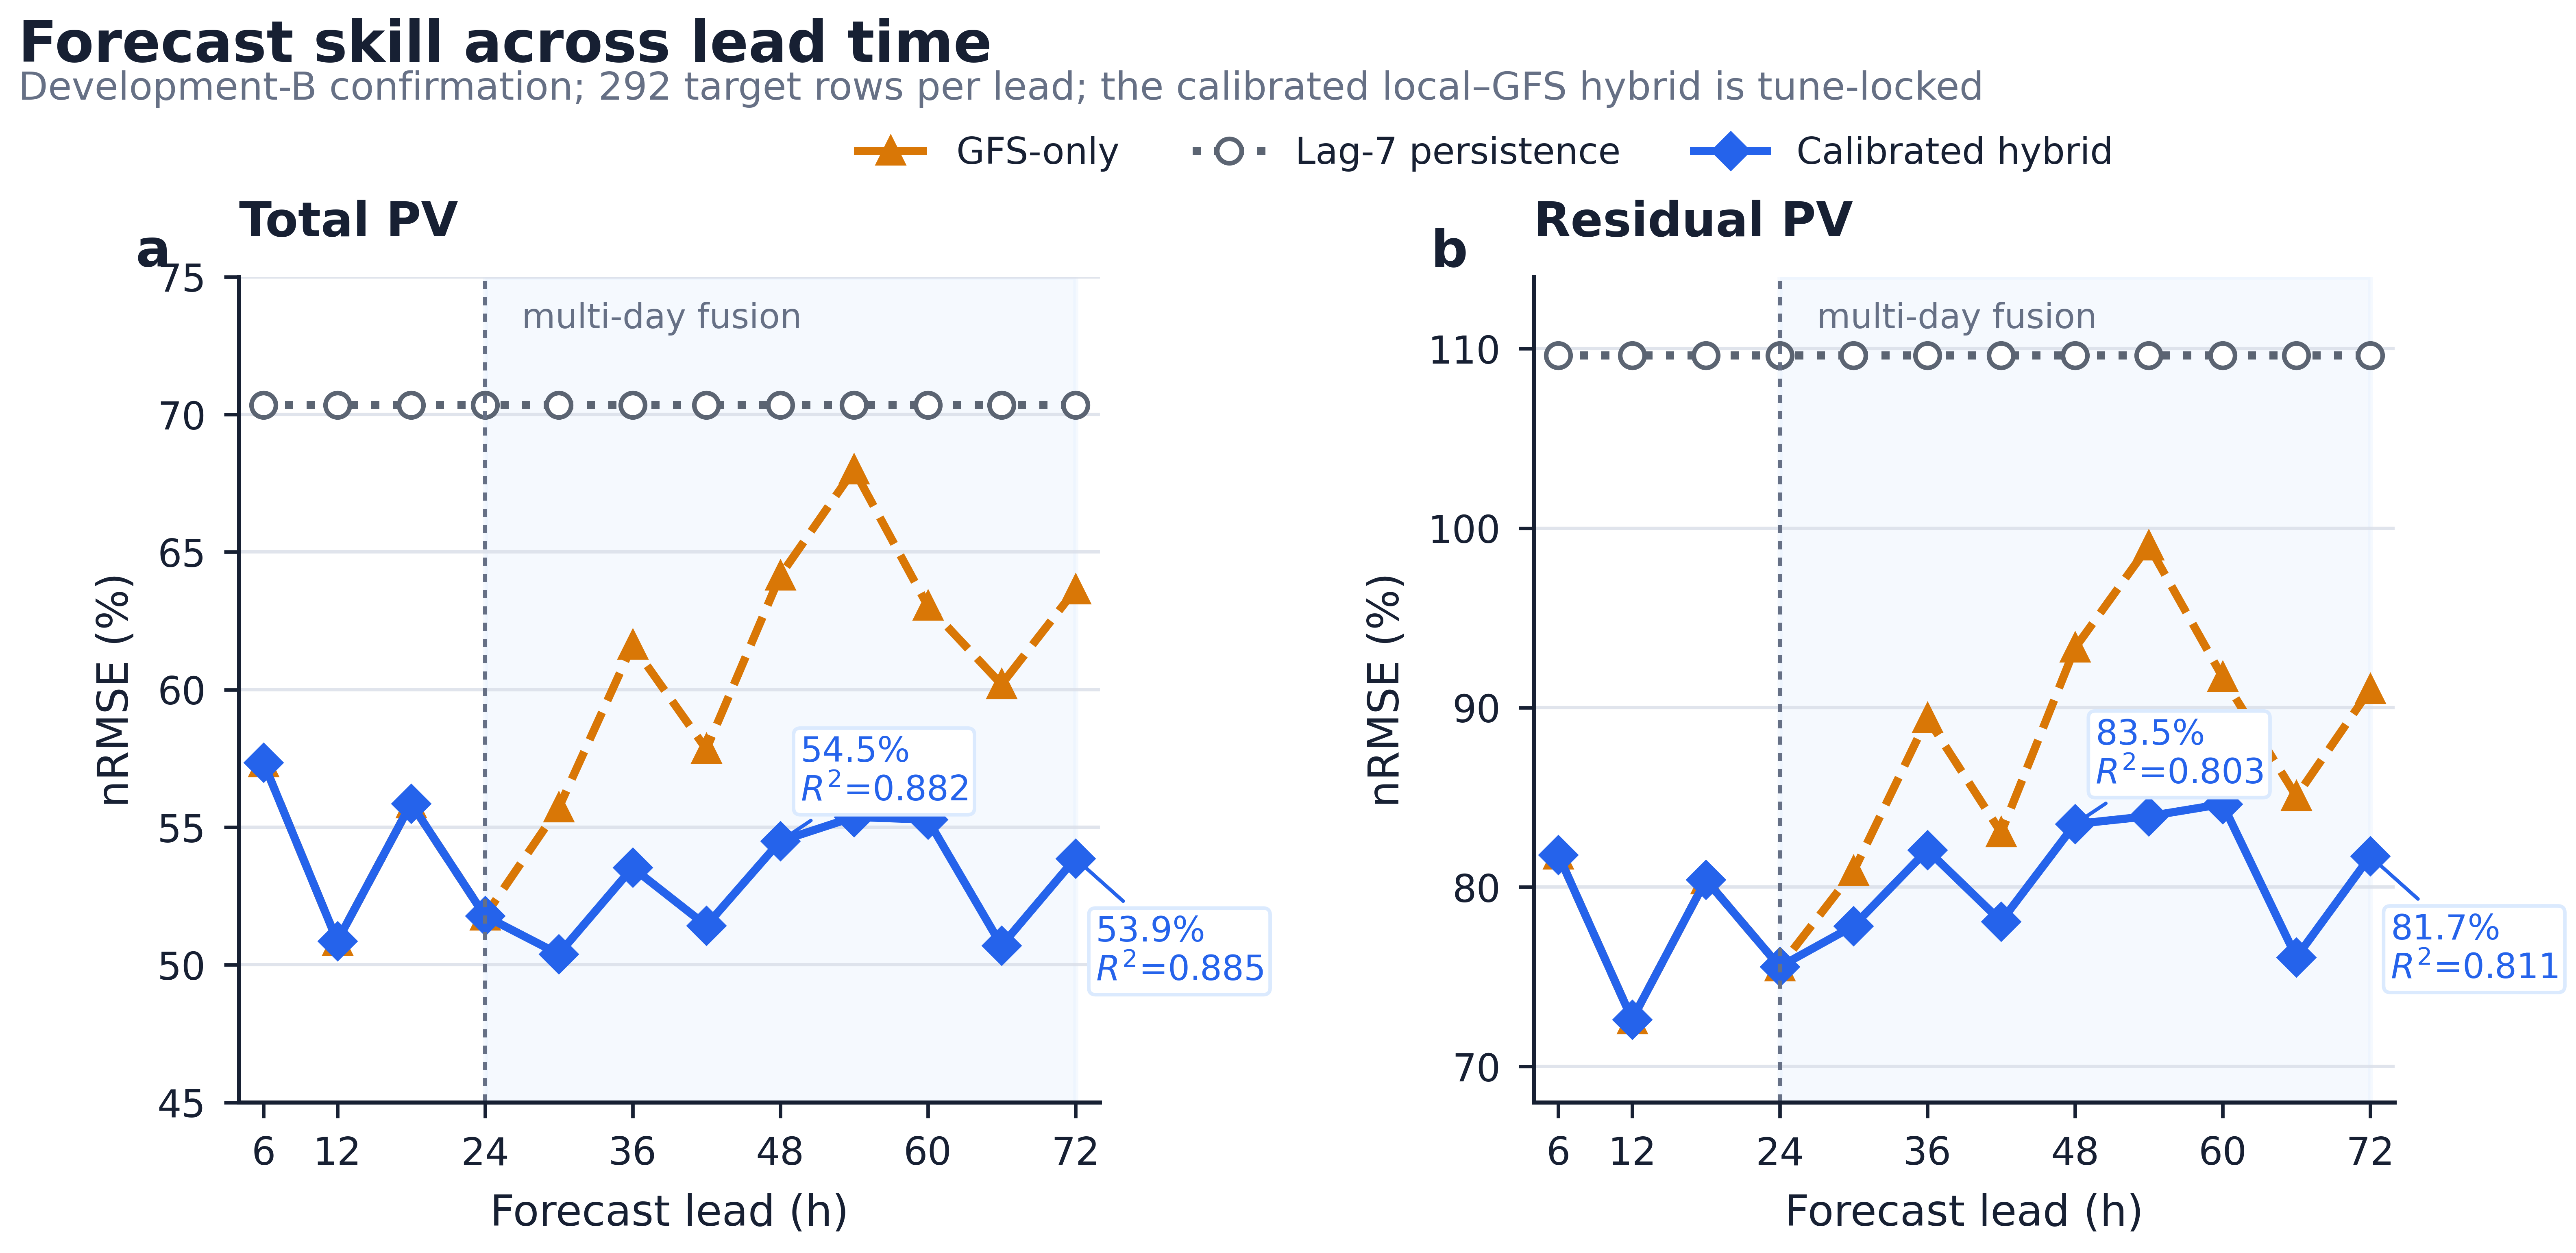 Forecast skill across lead time
Development-B confirmation; 292 target rows per lead; the calibrated local–GFS hybrid is tune-locked
GFS-only
Lag-7 persistence
Calibrated hybrid
a
Total PV
75
70
65
60
55
50
45
nRMSE (%)
multi-day fusion
54.5%
R²=0.882
53.9%
R²=0.885
6 12 24 36 48 60 72
Forecast lead (h)
b
Residual PV
110
100
90
80
70
nRMSE (%)
multi-day fusion
83.5%
R²=0.803
81.7%
R²=0.811
6 12 24 36 48 60 72
Forecast lead (h)